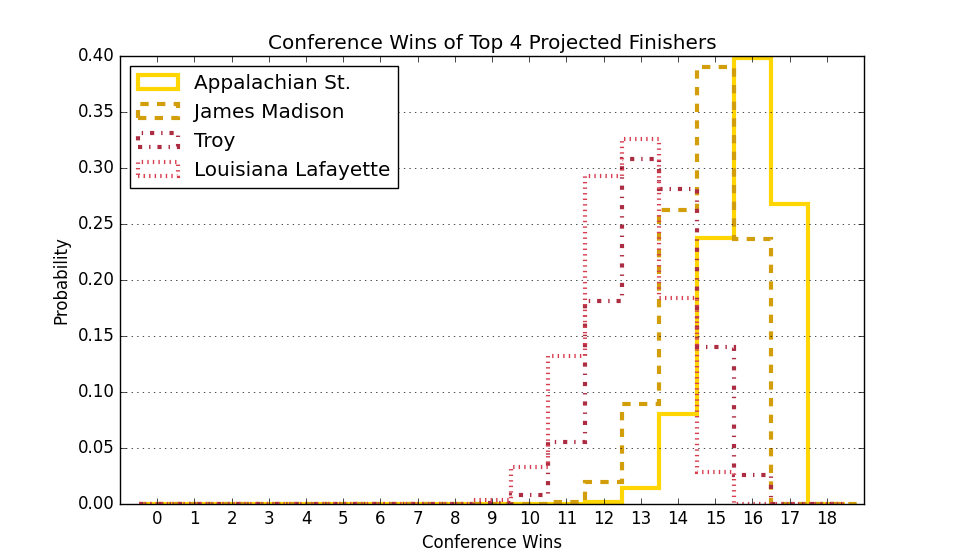 Conference Wins of Top 4 Projected Finishers
0.40
0.35
0.30
0.25
0.20
0.15
0.10
0.05
0.00
Probability
Appalachian St.
James Madison
Troy
Louisiana Lafayette
0 1 2 3 4 5 6 7 8 9 10 11 12 13 14 15 16 17 18
Conference Wins